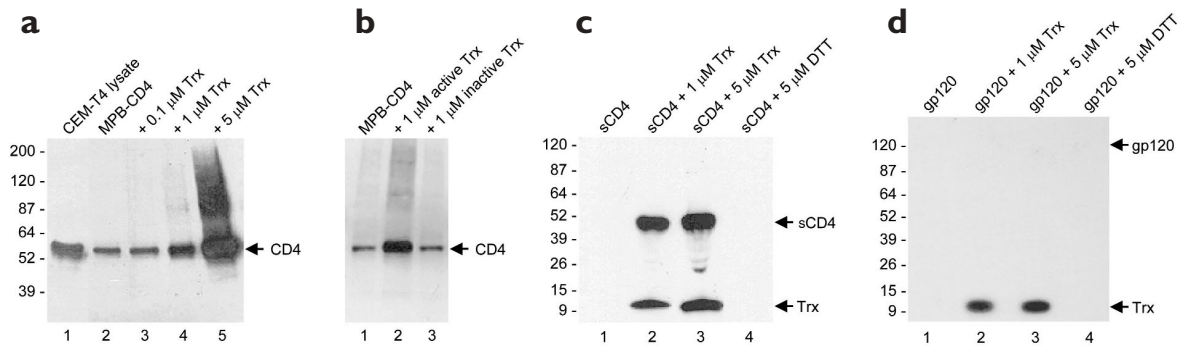 a
CEM-T4 lysate
MPB-CD4
+ 0.1 μM Trx
+ 1 μM Trx
+ 5 μM Trx
200 -
120 -
87 -
64 -
52 -
39 -
CD4
1 2 3 4 5
b
MPB-CD4
+ 1 μM active Trx
+ 1 μM inactive Trx
CD4
1 2 3
c
sCD4
sCD4 + 1 μM Trx
sCD4 + 5 μM Trx
sCD4 + 5 μM DTT
120 -
87 -
64 -
52 -
39 -
26 -
15 -
9 -
sCD4
Trx
1 2 3 4
d
gp120
gp120 + 1 μM Trx
gp120 + 5 μM Trx
gp120 + 5 μM DTT
120 -
87 -
64 -
52 -
39 -
26 -
15 -
9 -
gp120
Trx
1 2 3 4